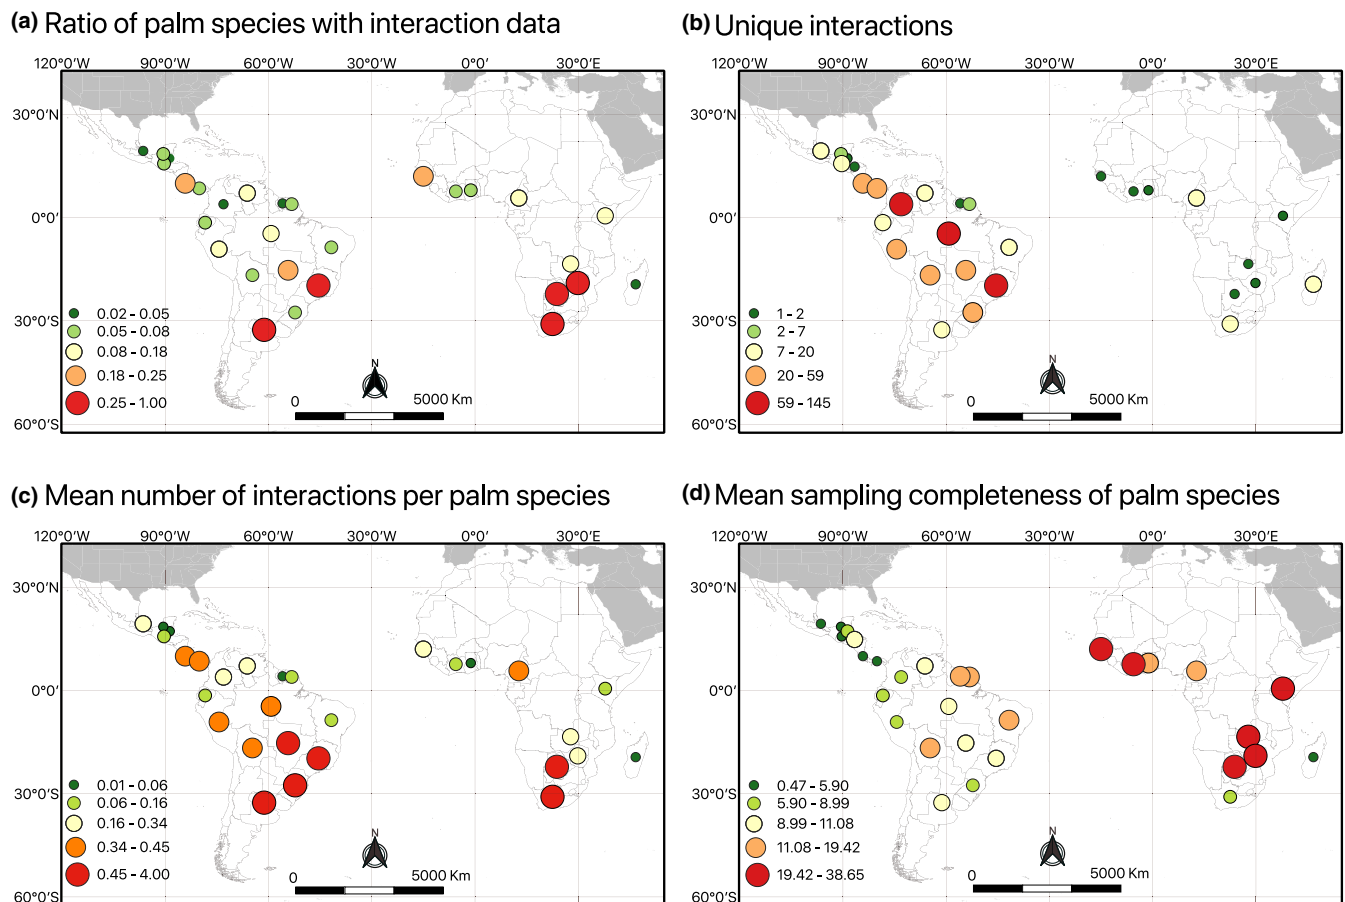 (a) Ratio of palm species with interaction data
120°0'W 90°0'W 60°0'W 30°0'W 0°0' 30°0'E
30°0'N
0°0'
30°0'S
60°0'S
0.02 - 0.05
0.05 - 0.08
0.08 - 0.18
0.18 - 0.25
0.25 - 1.00
N
0 5000 Km
(b) Unique interactions
120°0'W 90°0'W 60°0'W 30°0'W 0°0' 30°0'E
30°0'N
0°0'
30°0'S
60°0'S
1 - 2
2 - 7
7 - 20
20 - 59
59 - 145
N
0 5000 Km
(c) Mean number of interactions per palm species
120°0'W 90°0'W 60°0'W 30°0'W 0°0' 30°0'E
30°0'N
0°0'
30°0'S
60°0'S
0.01 - 0.06
0.06 - 0.16
0.16 - 0.34
0.34 - 0.45
0.45 - 4.00
N
0 5000 Km
(d) Mean sampling completeness of palm species
120°0'W 90°0'W 60°0'W 30°0'W 0°0' 30°0'E
30°0'N
0°0'
30°0'S
60°0'S
0.47 - 5.90
5.90 - 8.99
8.99 - 11.08
11.08 - 19.42
19.42 - 38.65
N
0 5000 Km